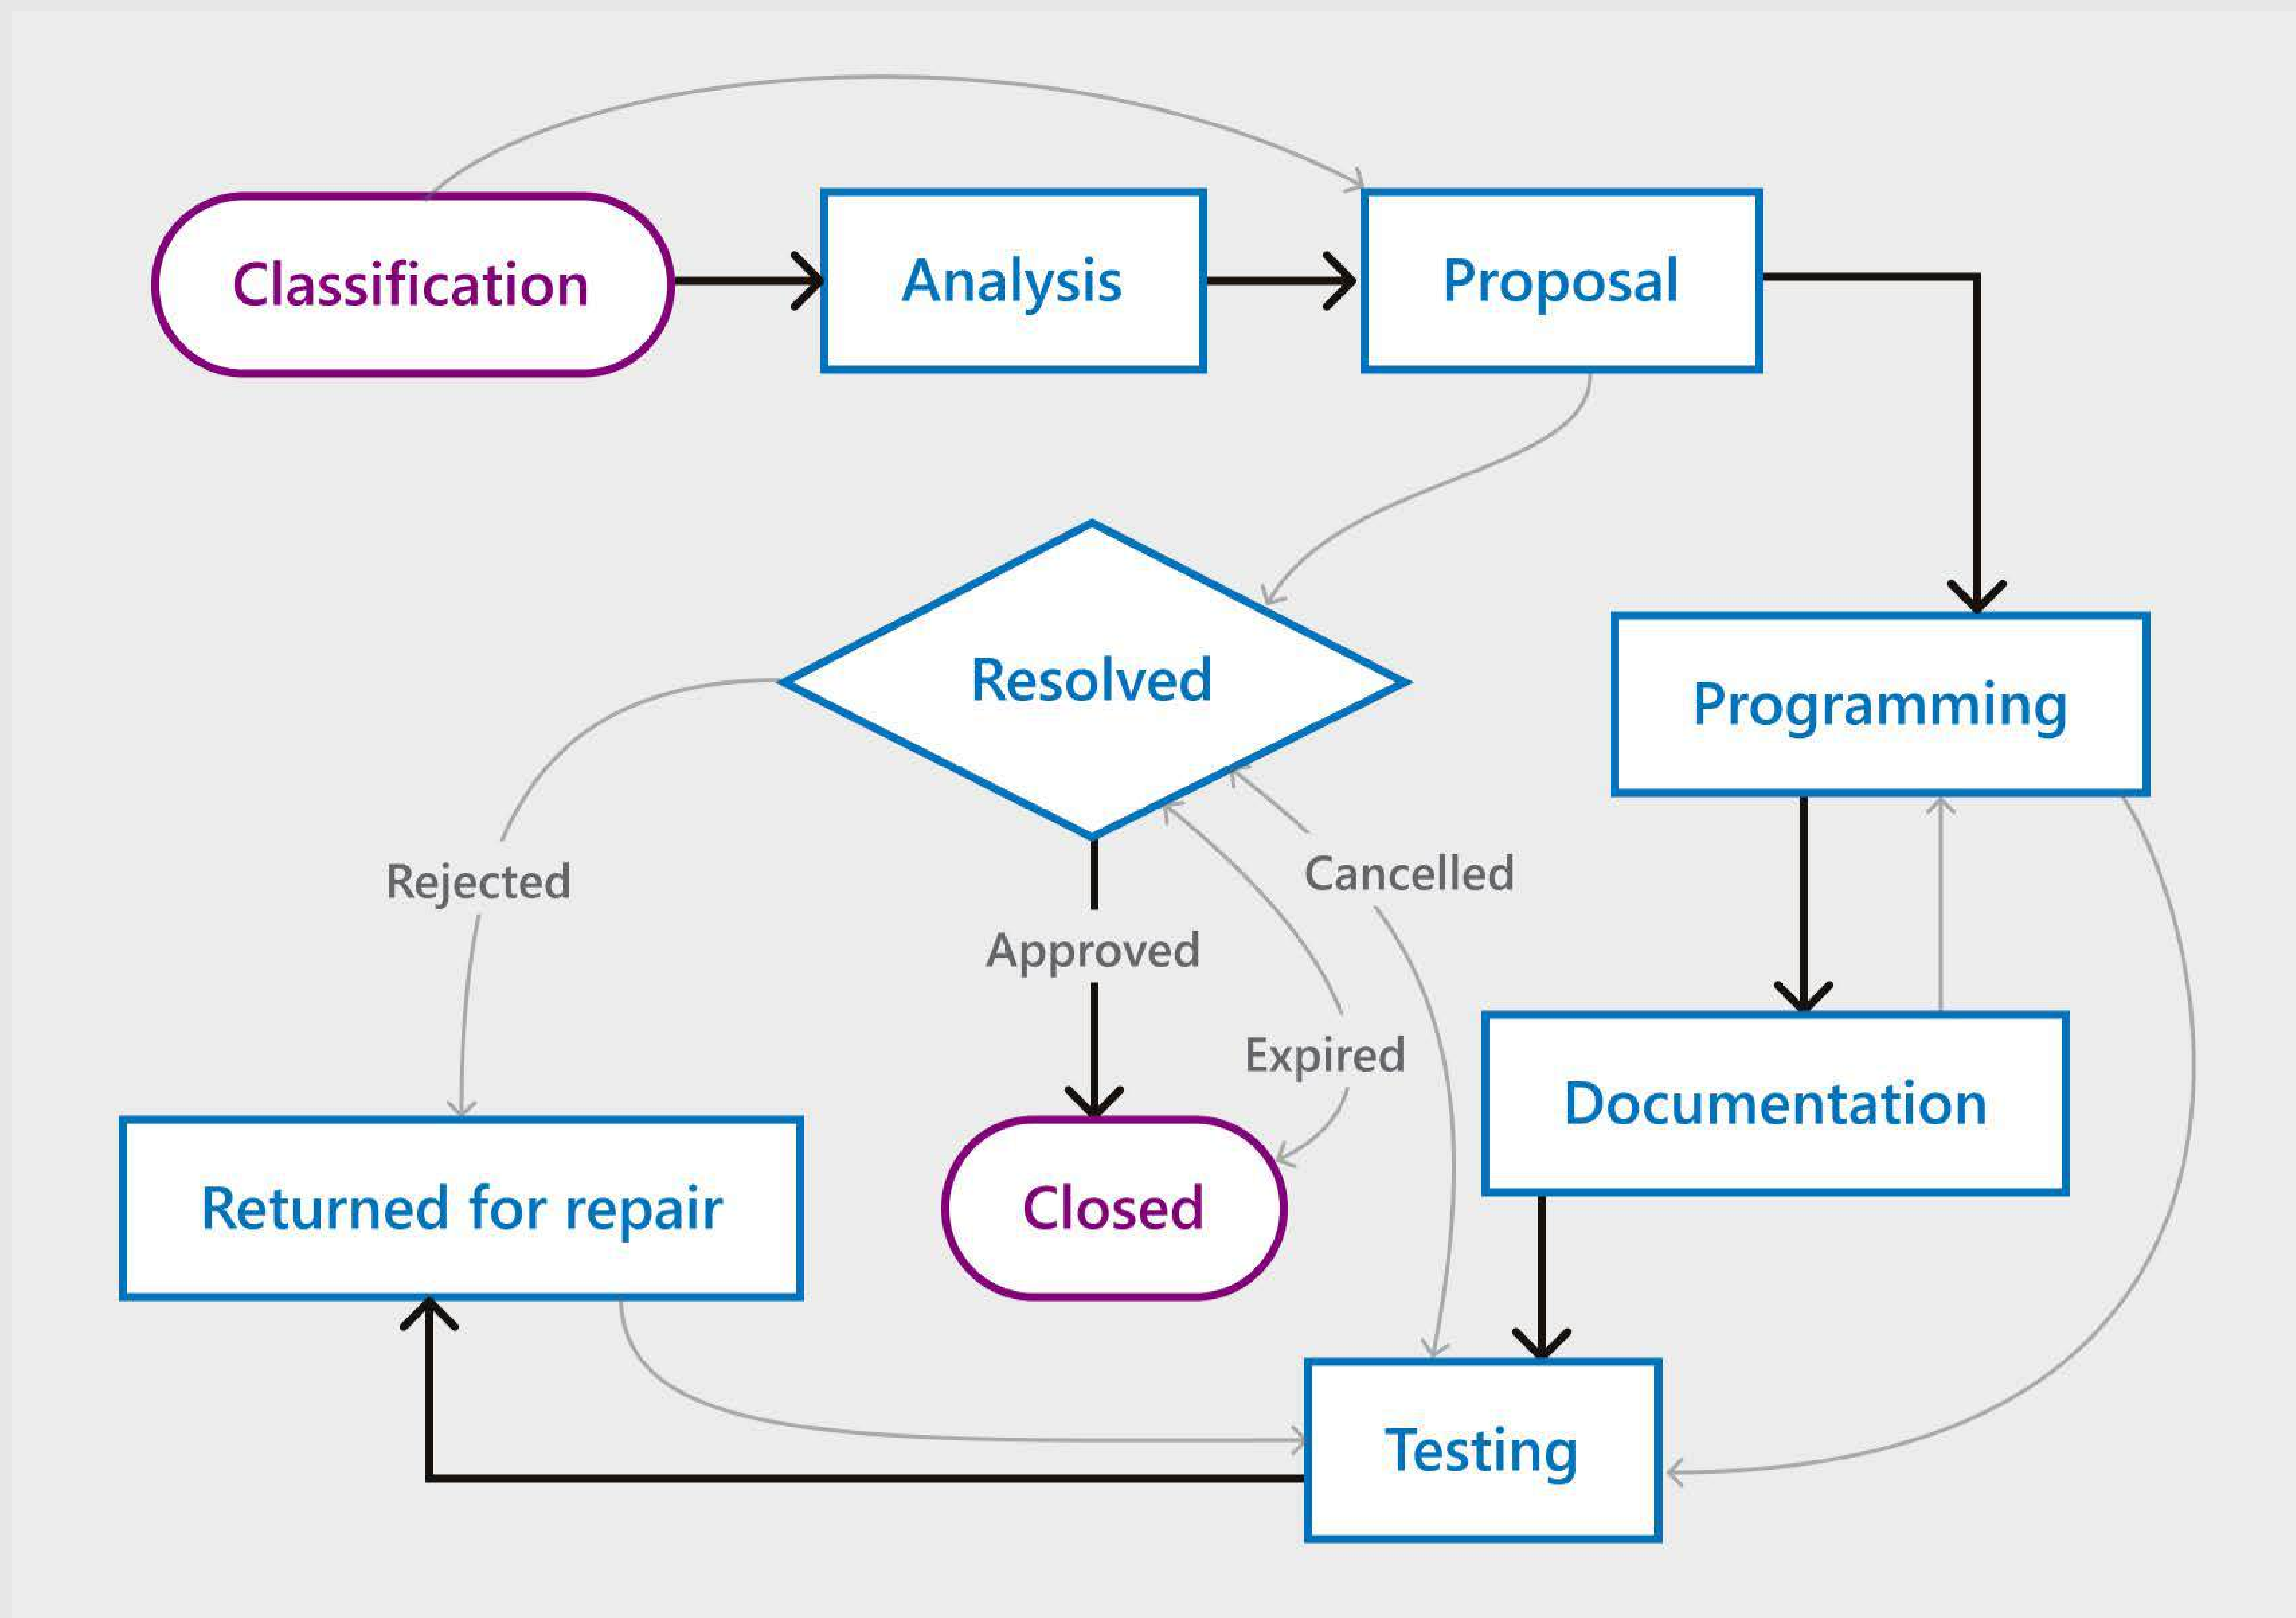 Classification
Analysis
Proposal
Resolved
Programming
Rejected
Cancelled
Approved
Expired
Documentation
Returned for repair
Closed
Testing